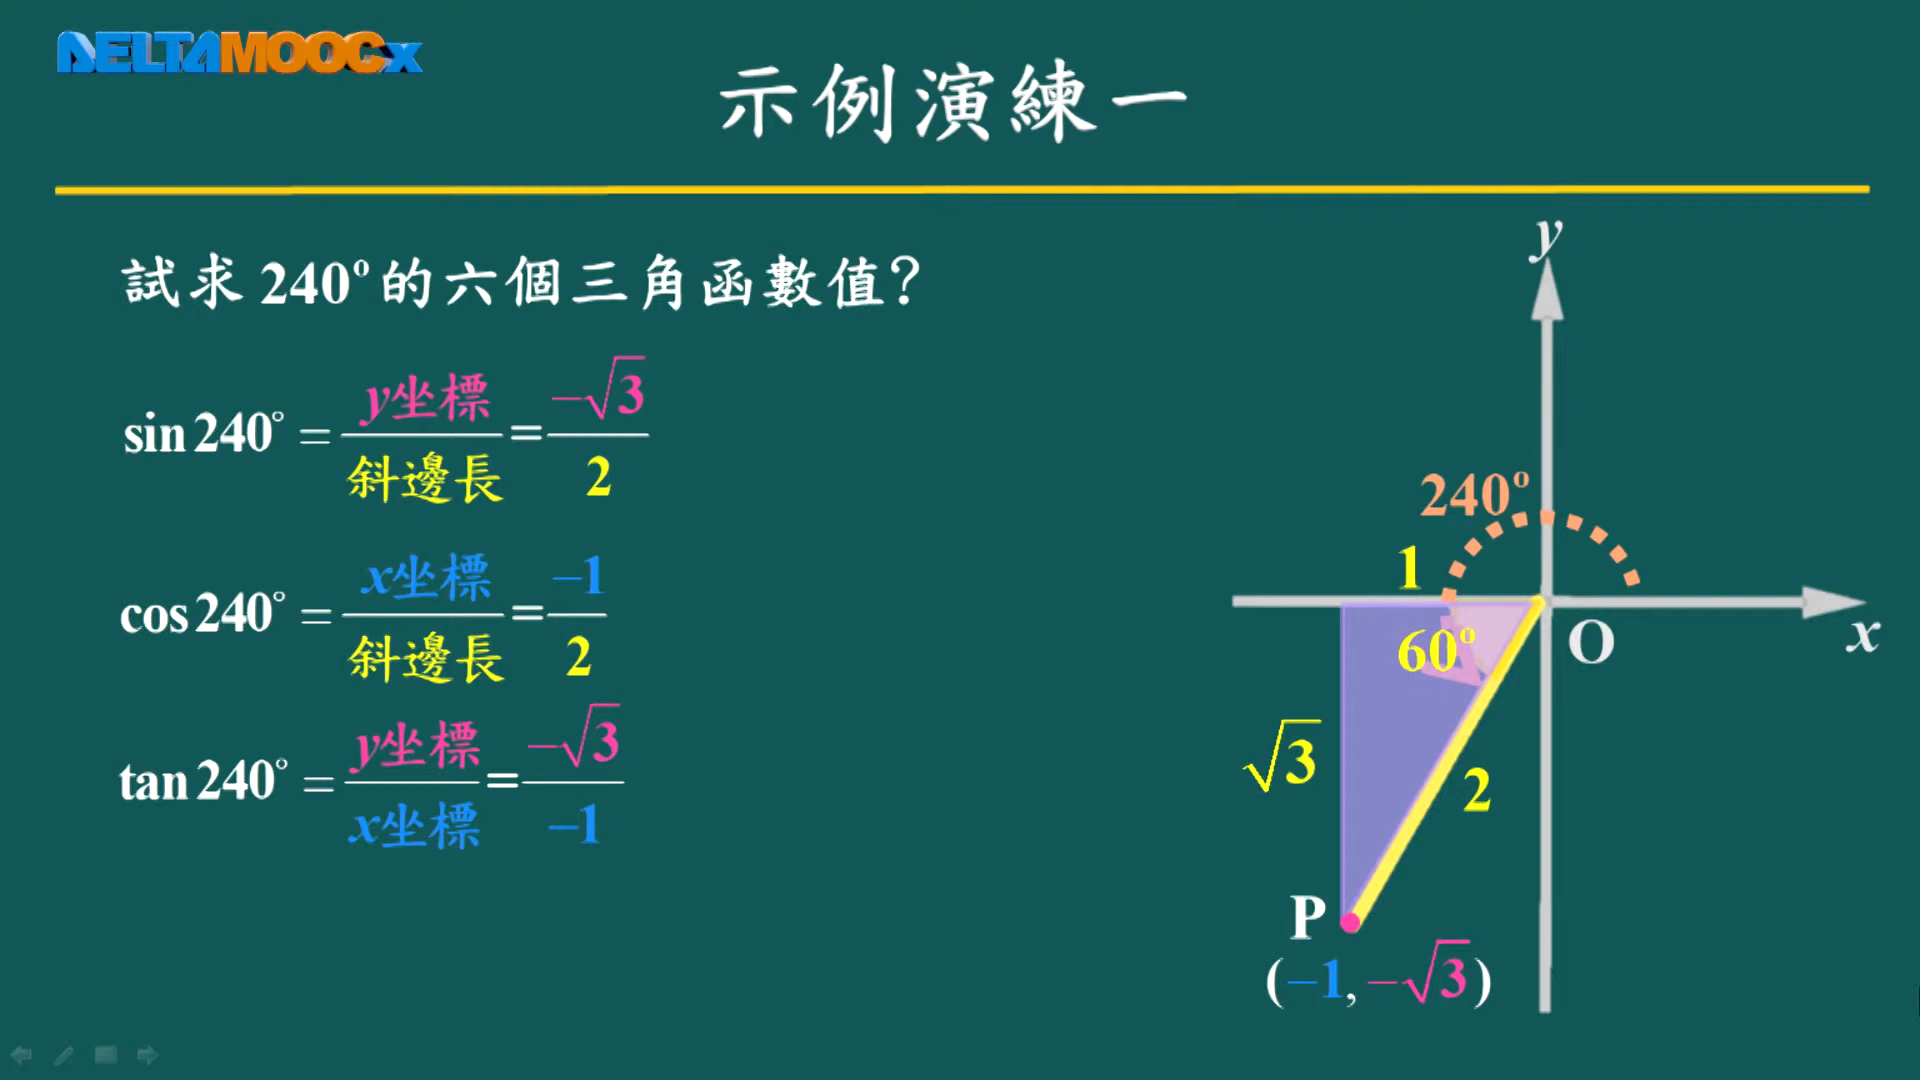 DELTAMOOCx
示例演練一
試求 240° 的六個三角函數值?
sin 240° = y坐標/斜邊長 = −√3/2
cos 240° = x坐標/斜邊長 = −1/2
tan 240° = y坐標/x坐標 = −√3/−1
y
240°
1
60°
O
x
√3
2
P
(−1, −√3)